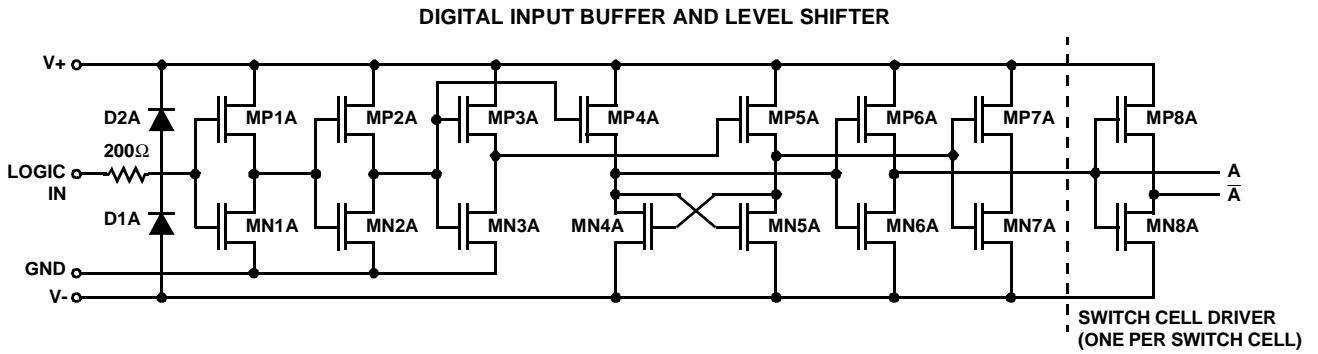 DIGITAL INPUT BUFFER AND LEVEL SHIFTER
V+
D2A
MP1A
MP2A
MP3A
MP4A
MP5A
MP6A
MP7A
MP8A
200Ω
LOGIC
IN
A
A̅
D1A
MN1A
MN2A
MN3A
MN4A
MN5A
MN6A
MN7A
MN8A
GND
V-
SWITCH CELL DRIVER
(ONE PER SWITCH CELL)